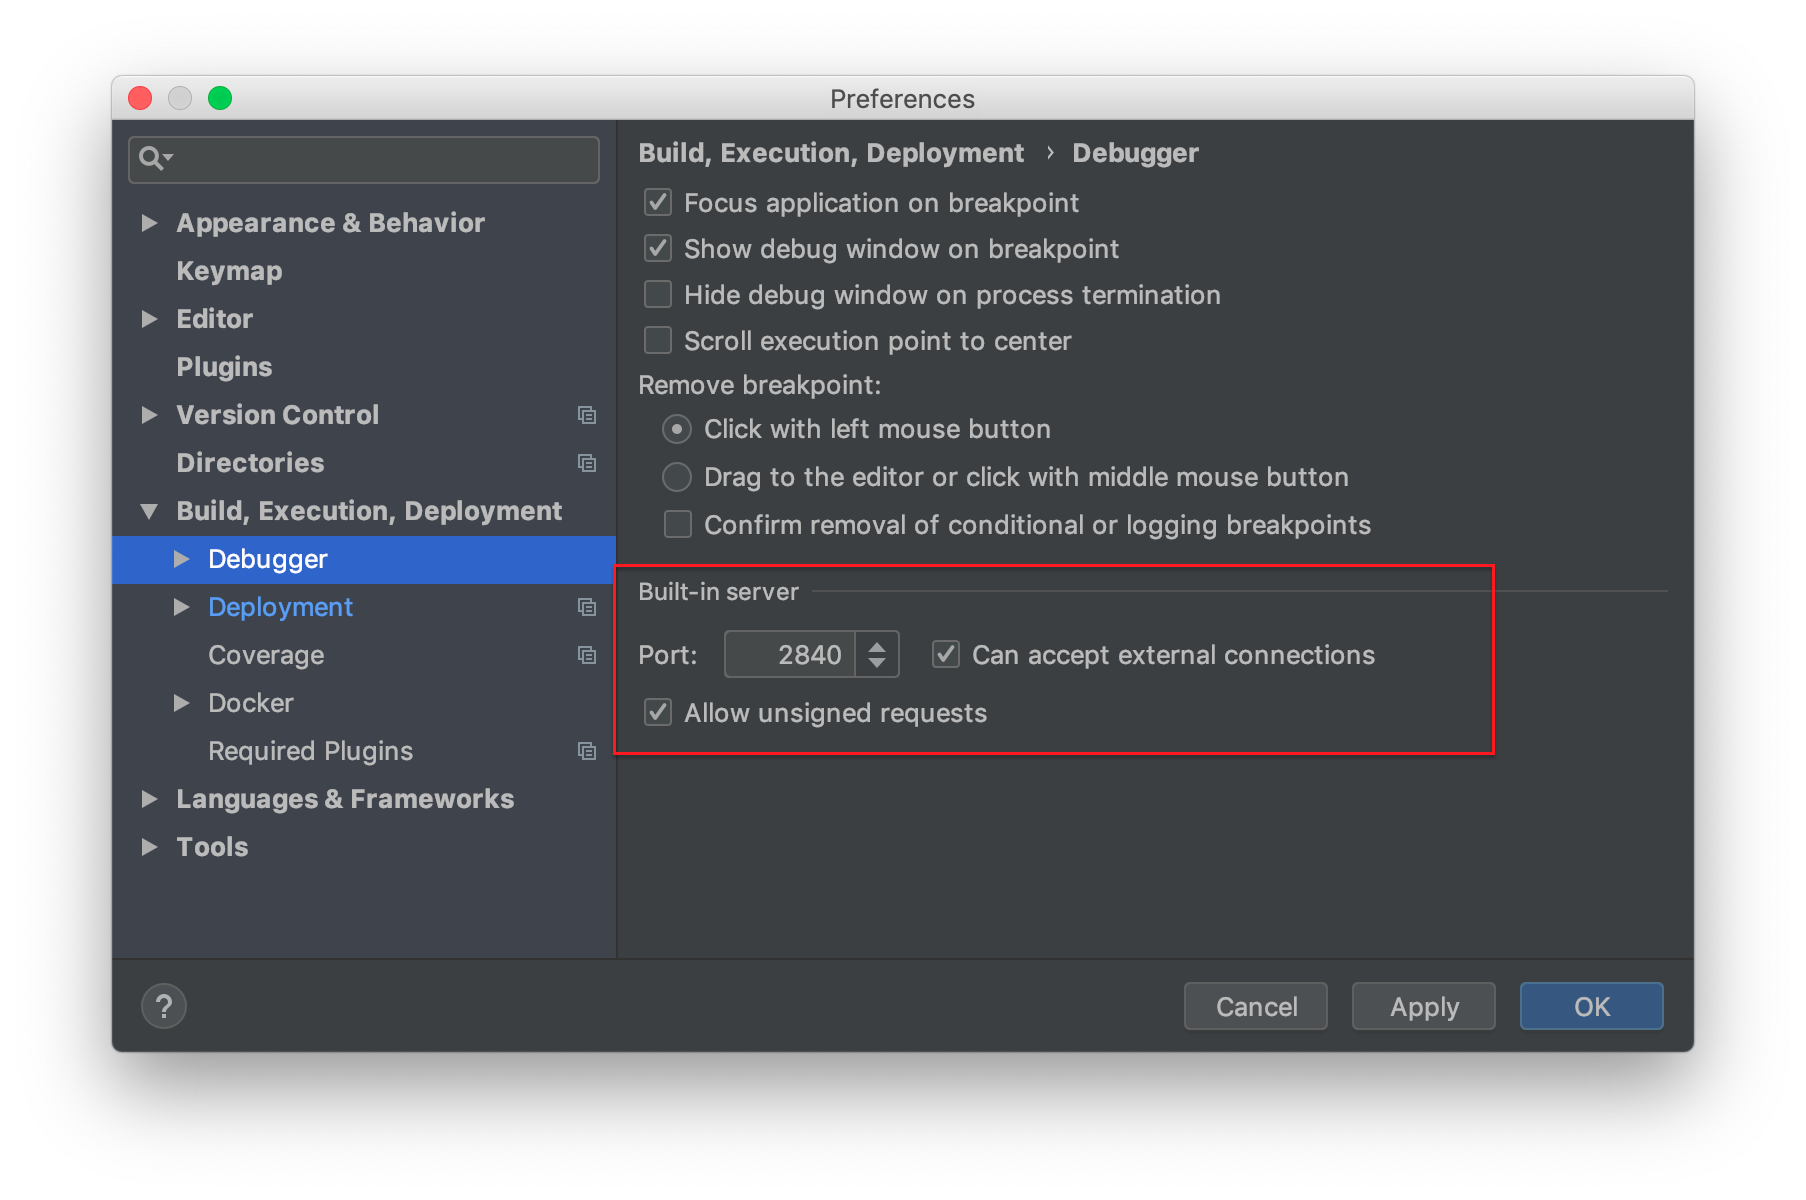 Preferences
Appearance & Behavior
Keymap
Editor
Plugins
Version Control
Directories
Build, Execution, Deployment
Debugger
Deployment
Coverage
Docker
Required Plugins
Languages & Frameworks
Tools
Build, Execution, Deployment › Debugger
Focus application on breakpoint
Show debug window on breakpoint
Hide debug window on process termination
Scroll execution point to center
Remove breakpoint:
Click with left mouse button
Drag to the editor or click with middle mouse button
Confirm removal of conditional or logging breakpoints
Built-in server
Port: 2840 Can accept external connections
Allow unsigned requests
? Cancel Apply OK